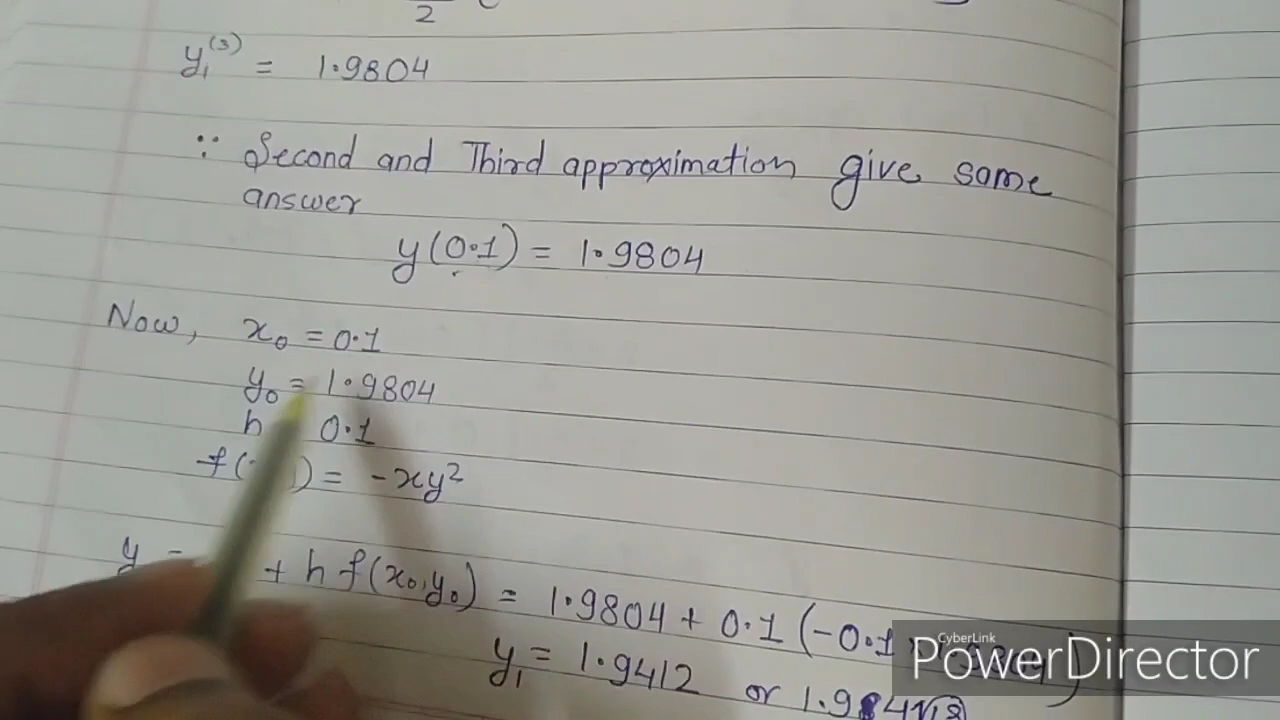 2
y₁⁽³⁾ = 1.9804
∵ Second and Third approximation give same
answer
y(0.1) = 1.9804
Now, x₀ = 0.1
y₀ = 1.9804
h 0.1
f( ) = -xy²
y = + h f(x₀,y₀) = 1.9804 + 0.1 (-0.1 )
y₁ = 1.9412 or
CyberLink
PowerDirector